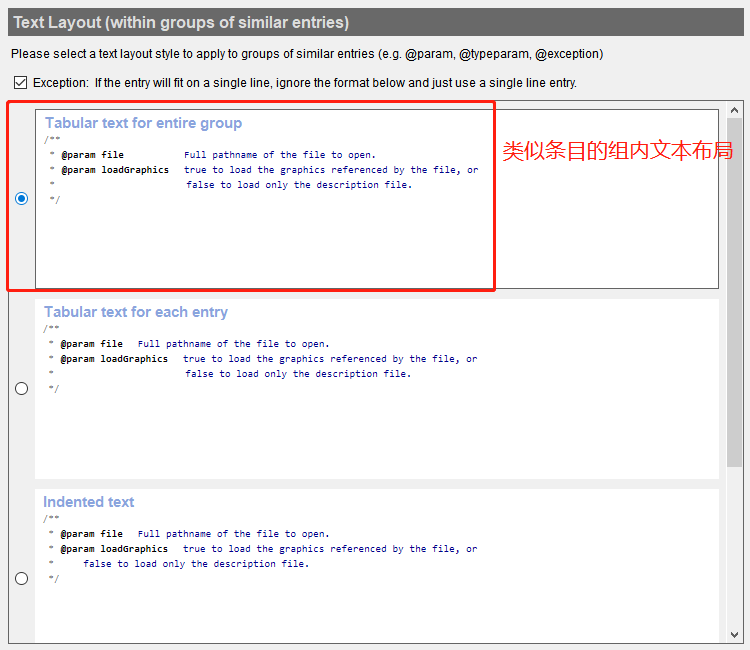 Text Layout (within groups of similar entries)
Please select a text layout style to apply to groups of similar entries (e.g. @param, @typeparam, @exception)
Exception:  If the entry will fit on a single line, ignore the format below and just use a single line entry.
Tabular text for entire group
/**
* @param file          Full pathname of the file to open.
类似条目的组内文本布局
* @param loadGraphics  true to load the graphics referenced by the file, or
*                      false to load only the description file.
*/
Tabular text for each entry
/**
* @param file  Full pathname of the file to open.
* @param loadGraphics  true to load the graphics referenced by the file, or
*                      false to load only the description file.
*/
Indented text
/**
* @param file  Full pathname of the file to open.
* @param loadGraphics  true to load the graphics referenced by the file, or
*     false to load only the description file.
*/